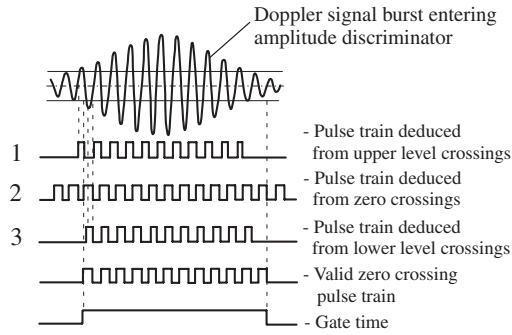 Doppler signal burst entering
amplitude discriminator
1
- Pulse train deduced
from upper level crossings
2
- Pulse train deduced
from zero crossings
3
- Pulse train deduced
from lower level crossings
- Valid zero crossing
pulse train
- Gate time